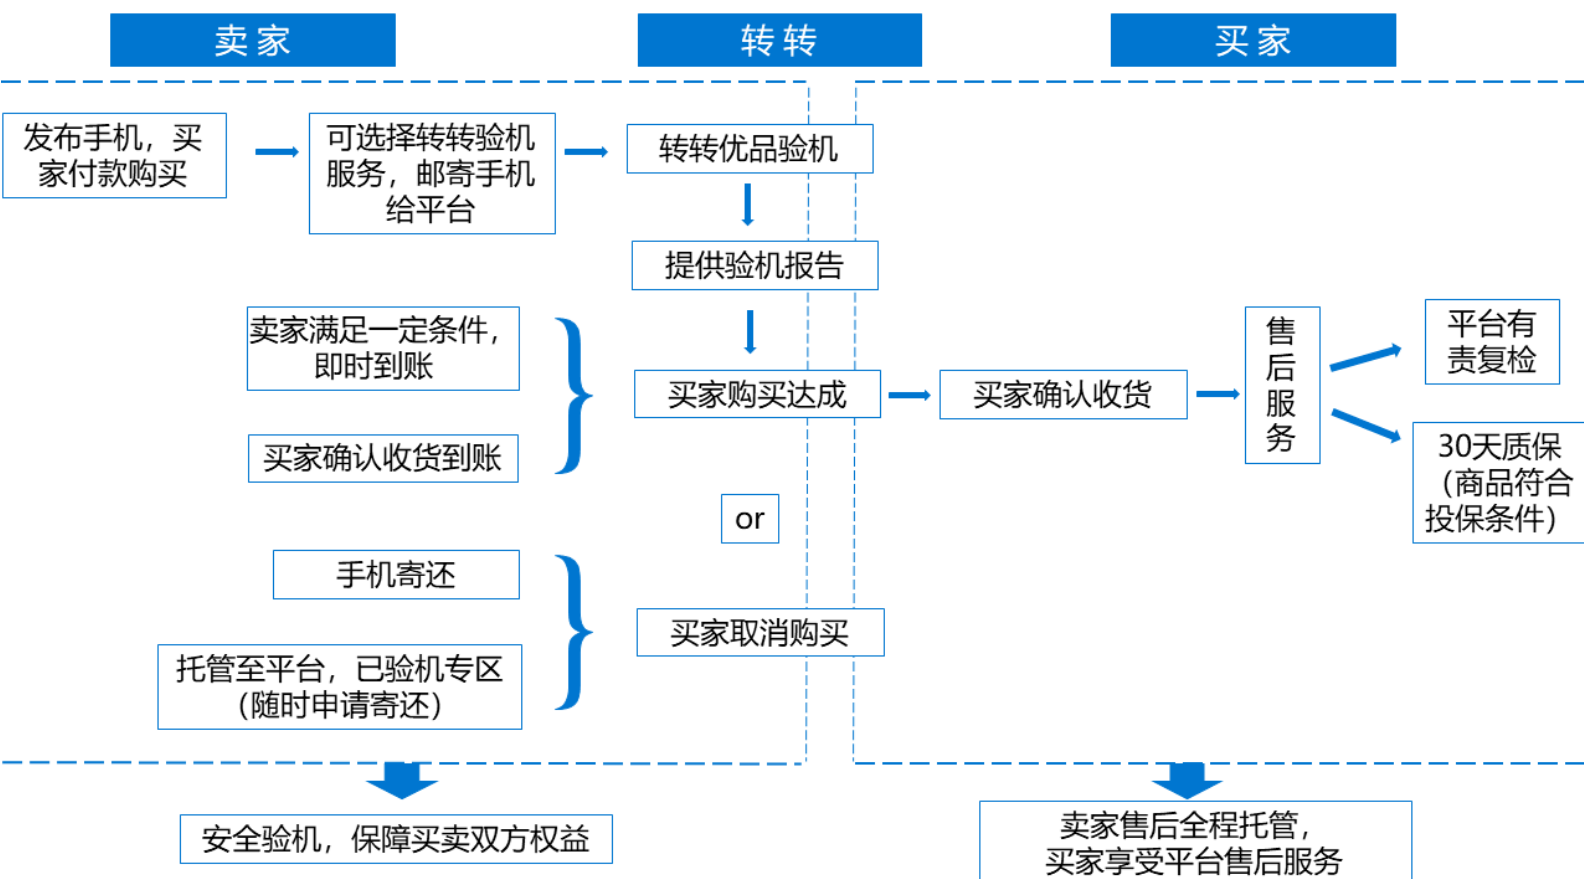 卖家
转转
买家
发布手机，买
家付款购买
可选择转转验机
服务，邮寄手机
给平台
转转优品验机
提供验机报告
卖家满足一定条件，
即时到账
买家确认收货到账
买家购买达成
买家确认收货
售
后
服
务
平台有
责复检
30天质保
（商品符合
投保条件）
or
手机寄还
托管至平台，已验机专区
（随时申请寄还）
买家取消购买
安全验机，保障买卖双方权益
卖家售后全程托管，
买家享受平台售后服务